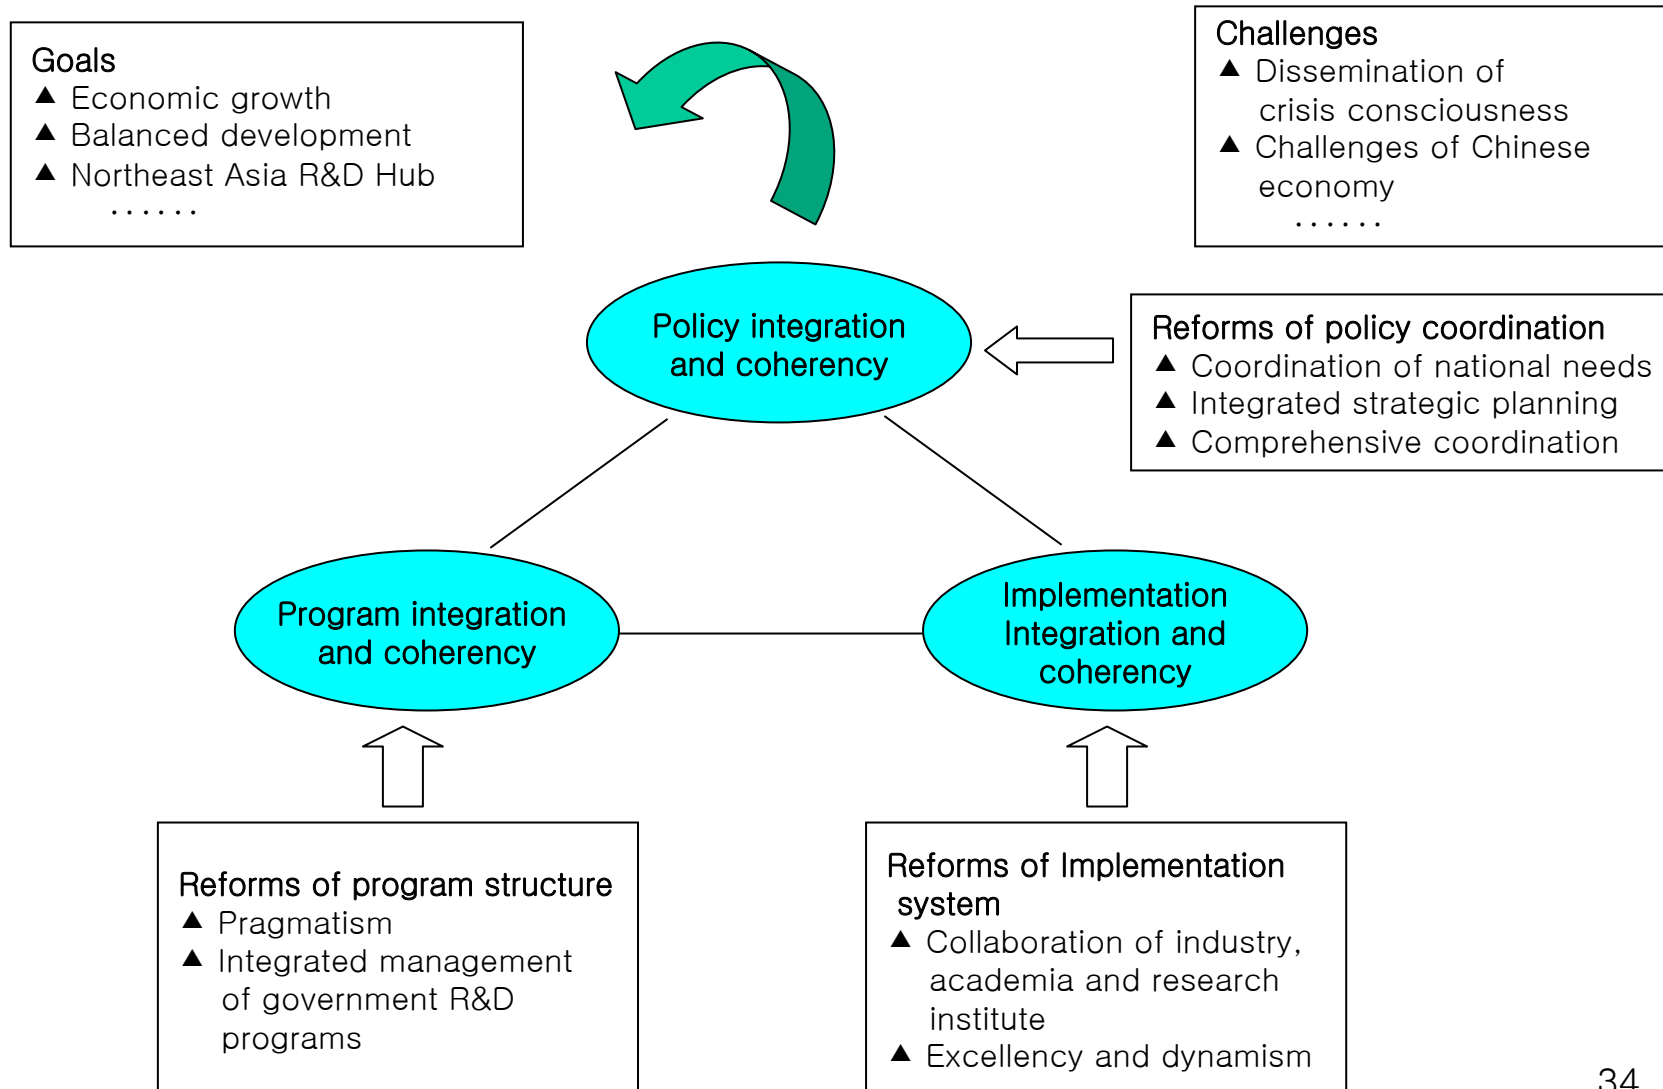 Goals
▲ Economic growth
▲ Balanced development
▲ Northeast Asia R&D Hub
······
Challenges
▲ Dissemination of
crisis consciousness
▲ Challenges of Chinese
economy
······
Policy integration
and coherency
Reforms of policy coordination
▲ Coordination of national needs
▲ Integrated strategic planning
▲ Comprehensive coordination
Program integration
and coherency
Implementation
Integration and
coherency
Reforms of program structure
▲ Pragmatism
▲ Integrated management
of government R&D
programs
Reforms of Implementation
system
▲ Collaboration of industry,
academia and research
institute
▲ Excellency and dynamism
34